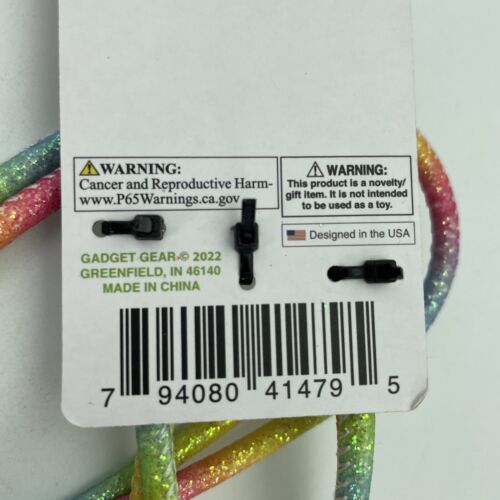 WARNING:
Cancer and Reproductive Harm-
www.P65Warnings.ca.gov
WARNING:
This product is a novelty/
gift item. It is not intended
to be used as a toy.
Designed in the USA
GADGET GEAR© 2022
GREENFIELD, IN 46140
MADE IN CHINA
7 94080 41479 5